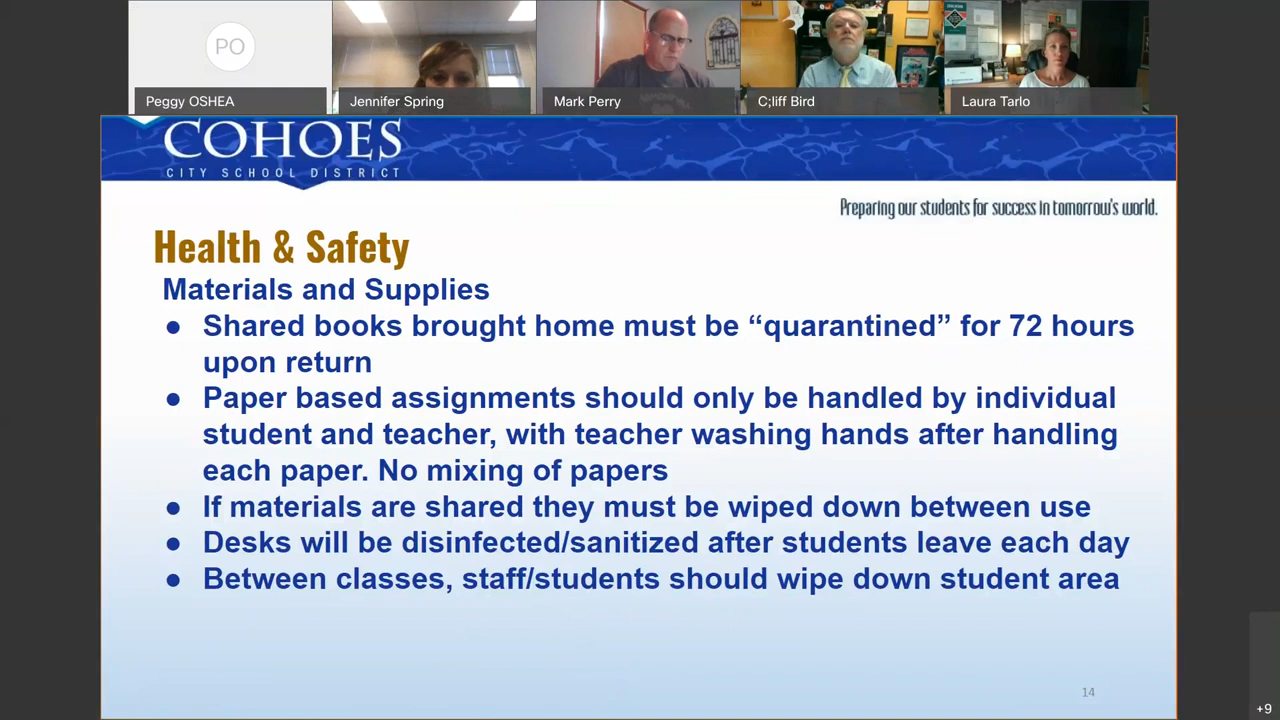 PO
Peggy OSHEA
Jennifer Spring
Mark Perry
C;liff Bird
Laura Tarlo
COHOES
CITY SCHOOL DISTRICT
Preparing our students for success in tomorrow's world.
Health & Safety
Materials and Supplies
● Shared books brought home must be “quarantined” for 72 hours
upon return
● Paper based assignments should only be handled by individual
student and teacher, with teacher washing hands after handling
each paper. No mixing of papers
● If materials are shared they must be wiped down between use
● Desks will be disinfected/sanitized after students leave each day
● Between classes, staff/students should wipe down student area
14
+9